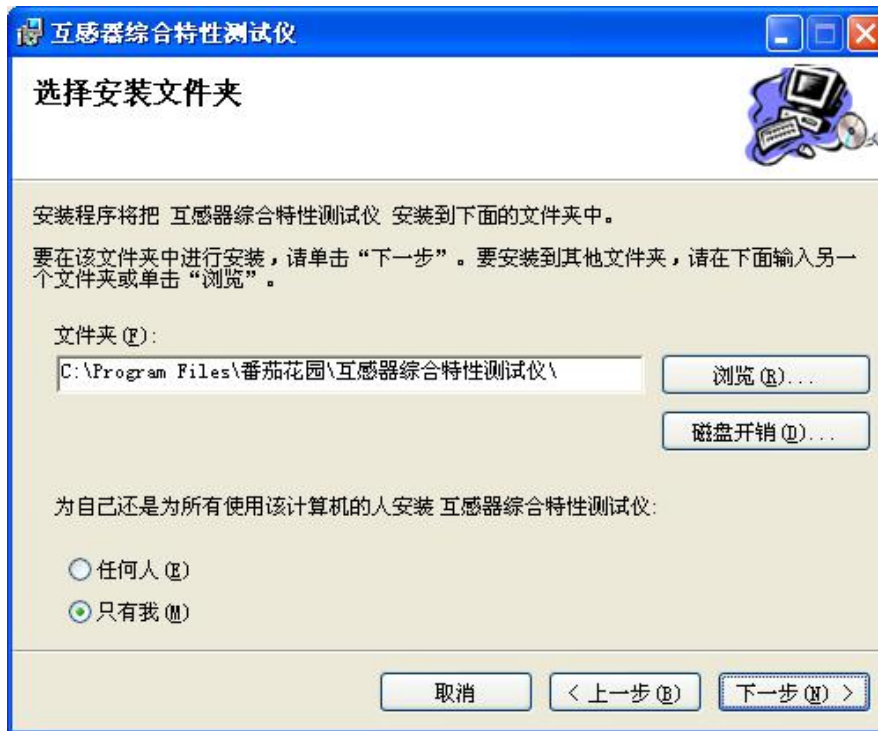 互感器综合特性测试仪
选择安装文件夹
安装程序将把 互感器综合特性测试仪 安装到下面的文件夹中。
要在该文件夹中进行安装，请单击“下一步”。要安装到其他文件夹，请在下面输入另一
个文件夹或单击“浏览”。
文件夹(F):
C:\Program Files\番茄花园\互感器综合特性测试仪\
浏览(R)...
磁盘开销(D)...
为自己还是为所有使用该计算机的人安装 互感器综合特性测试仪:
任何人(E)
只有我(M)
取消
< 上一步(B)
下一步(N) >